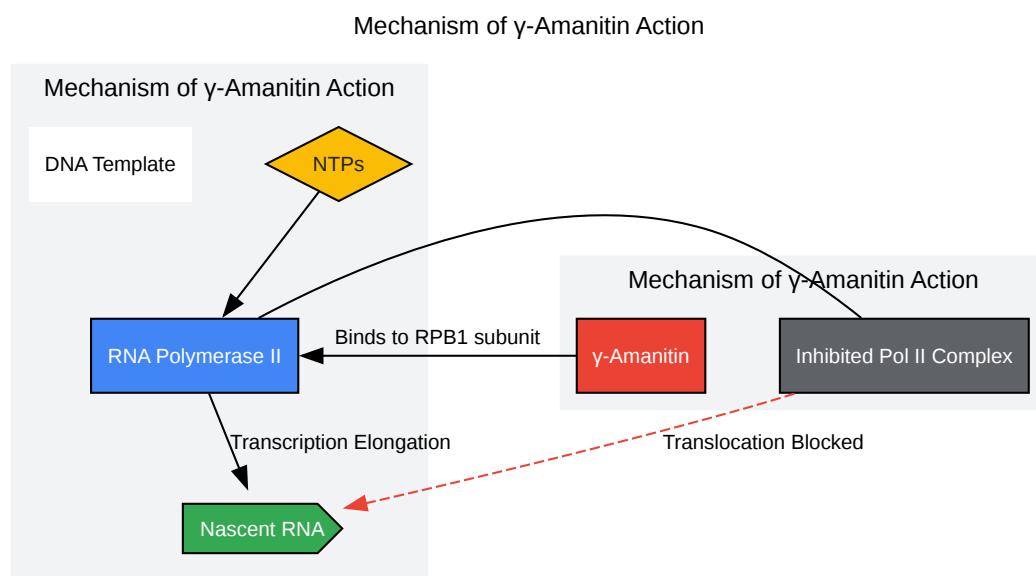 Mechanism of γ-Amanitin Action
Mechanism of γ-Amanitin Action
DNA Template
NTPs
Mechanism of γ-Amanitin Action
RNA Polymerase II
Binds to RPB1 subunit
γ-Amanitin
Inhibited Pol II Complex
Transcription Elongation
Translocation Blocked
Nascent RNA